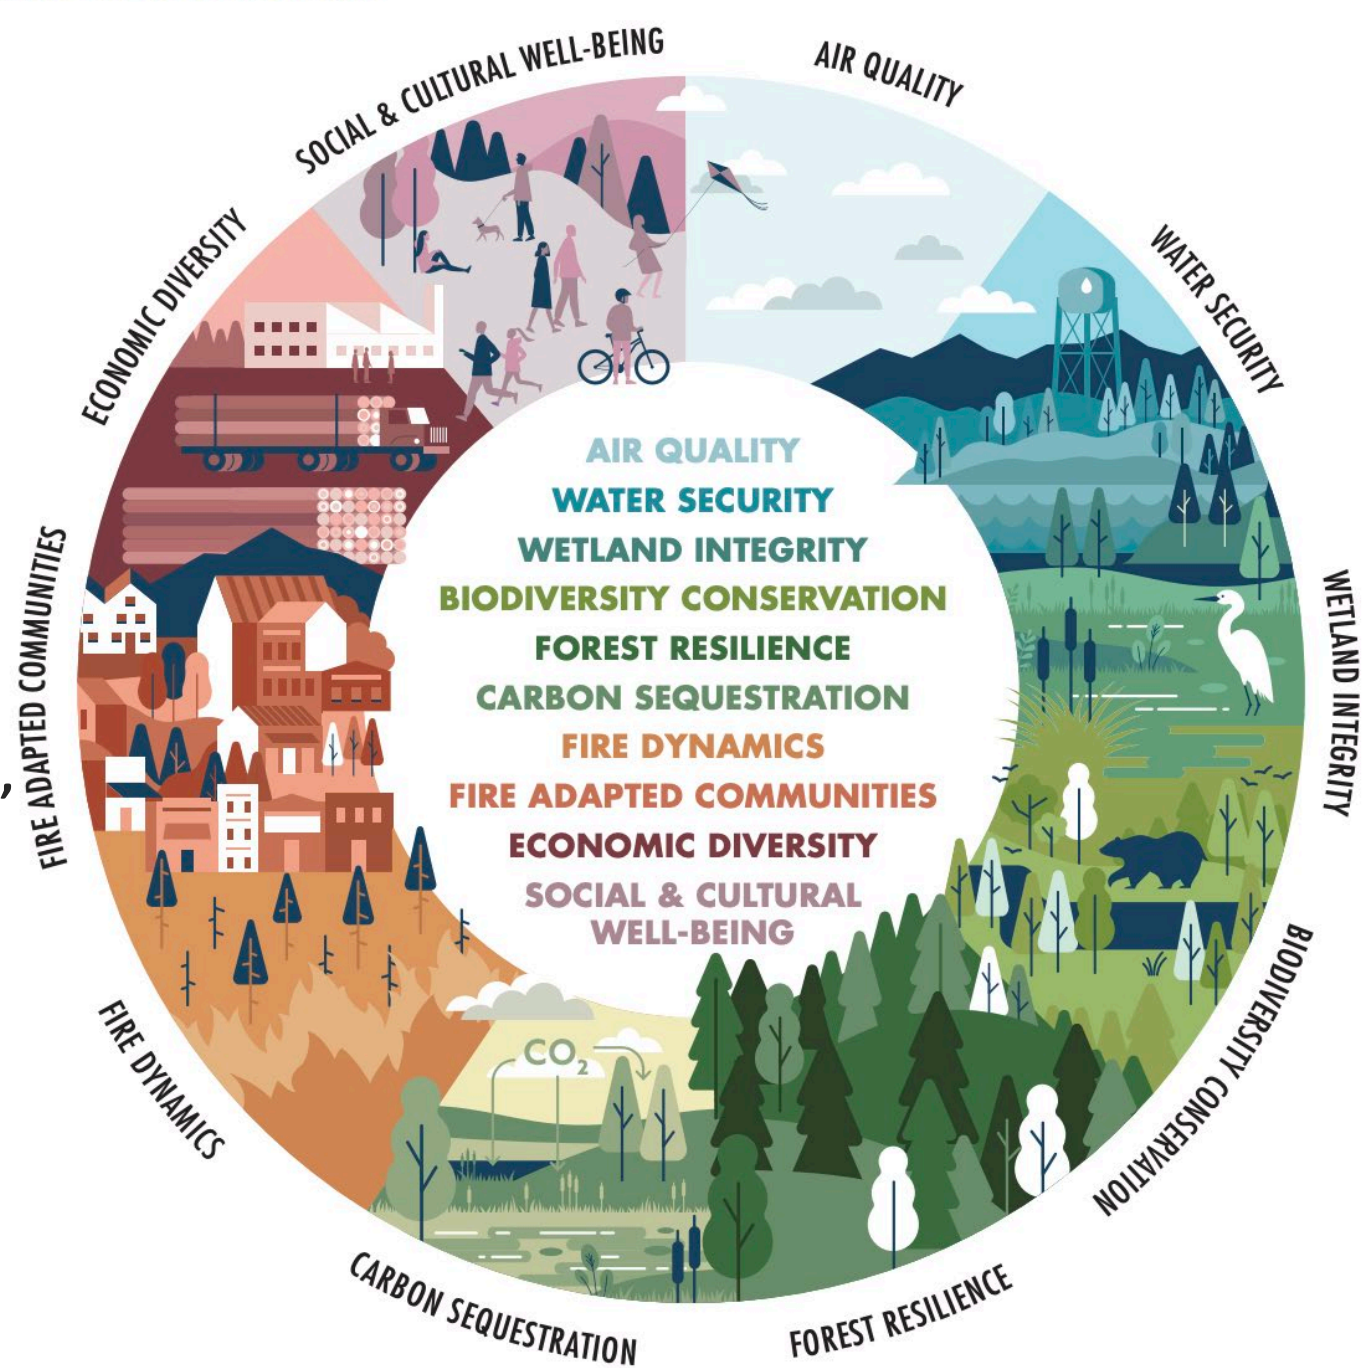 SOCIAL & CULTURAL WELL-BEING
AIR QUALITY
WATER SECURITY
WETLAND INTEGRITY
BIODIVERSITY CONSERVATION
FOREST RESILIENCE
CARBON SEQUESTRATION
FIRE DYNAMICS
FIRE ADAPTED COMMUNITIES
ECONOMIC DIVERSITY
,
AIR QUALITY
WATER SECURITY
WETLAND INTEGRITY
BIODIVERSITY CONSERVATION
FOREST RESILIENCE
CARBON SEQUESTRATION
FIRE DYNAMICS
FIRE ADAPTED COMMUNITIES
ECONOMIC DIVERSITY
SOCIAL & CULTURAL
WELL-BEING
CO₂